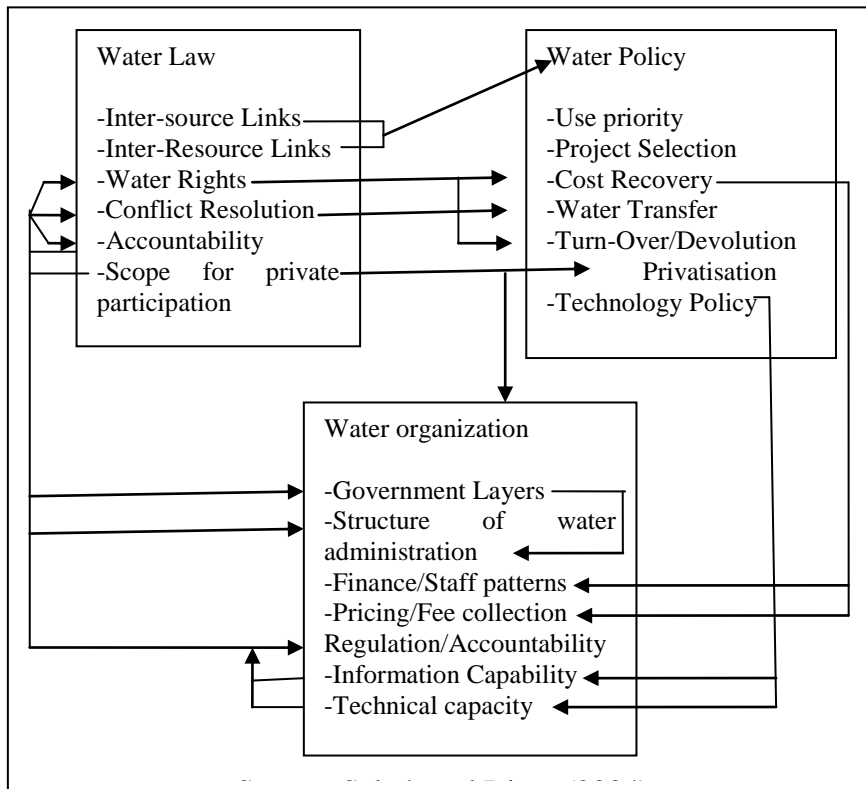 Water Law
-Inter-source Links
-Inter-Resource Links
-Water Rights
-Conflict Resolution
-Accountability
-Scope for private
participation
Water Policy
-Use priority
-Project Selection
-Cost Recovery
-Water Transfer
-Turn-Over/Devolution
Privatisation
-Technology Policy
Water organization
-Government Layers
-Structure of water
administration
-Finance/Staff patterns
-Pricing/Fee collection
Regulation/Accountability
-Information Capability
-Technical capacity